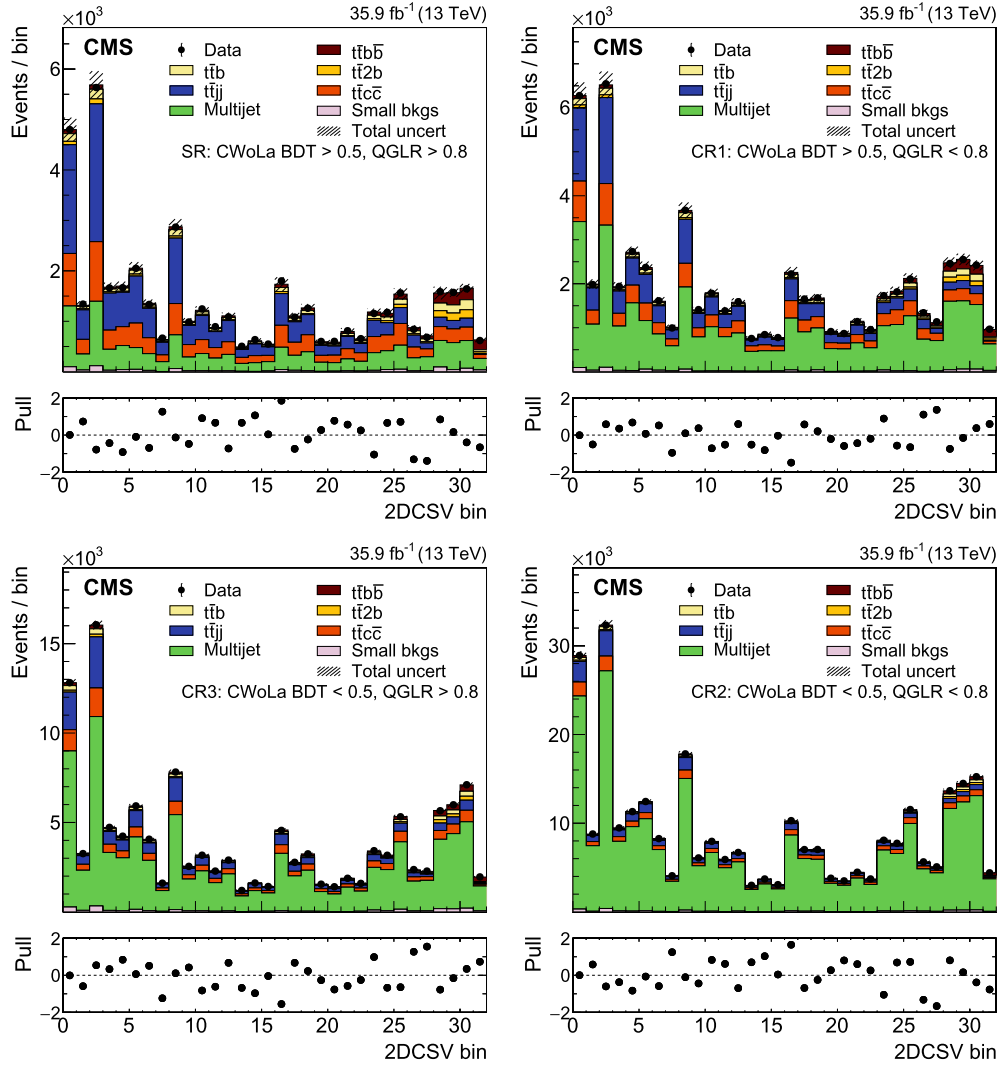 ×10³ 35.9 fb⁻¹ (13 TeV)
Events / bin
CMS
Data
tt̄bb̄
tt̄b
tt̄2b
tt̄jj
tt̄cc̄
Multijet
Small bkgs
Total uncert
SR: CWoLa BDT > 0.5, QGLR > 0.8
6
4
2
Pull
2
0
−2
0 5 10 15 20 25 30
2DCSV bin
×10³ 35.9 fb⁻¹ (13 TeV)
Events / bin
CMS
Data
tt̄bb̄
tt̄b
tt̄2b
tt̄jj
tt̄cc̄
Multijet
Small bkgs
Total uncert
CR1: CWoLa BDT > 0.5, QGLR < 0.8
6
4
2
Pull
2
0
−2
0 5 10 15 20 25 30
2DCSV bin
×10³ 35.9 fb⁻¹ (13 TeV)
Events / bin
CMS
Data
tt̄bb̄
tt̄b
tt̄2b
tt̄jj
tt̄cc̄
Multijet
Small bkgs
Total uncert
CR3: CWoLa BDT < 0.5, QGLR > 0.8
15
10
5
Pull
2
0
−2
0 5 10 15 20 25 30
2DCSV bin
×10³ 35.9 fb⁻¹ (13 TeV)
Events / bin
CMS
Data
tt̄bb̄
tt̄b
tt̄2b
tt̄jj
tt̄cc̄
Multijet
Small bkgs
Total uncert
CR2: CWoLa BDT < 0.5, QGLR < 0.8
30
20
10
Pull
2
0
−2
0 5 10 15 20 25 30
2DCSV bin